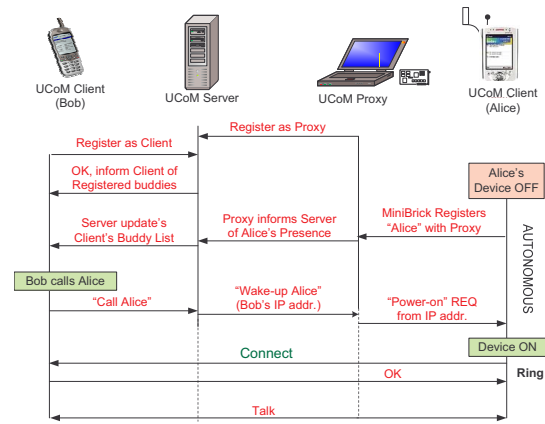 UCoM Client
(Bob)
UCoM Server
UCoM Proxy
UCoM Client
(Alice)
Register as Proxy
Register as Client
OK, inform Client of
Registered buddies
Alice's
Device OFF
Server update's
Client's Buddy List
Proxy informs Server
of Alice's Presence
MiniBrick Registers
"Alice" with Proxy
AUTONOMOUS
Bob calls Alice
"Call Alice"
"Wake-up Alice"
(Bob's IP addr.)
"Power-on" REQ
from IP addr.
Device ON
Connect
OK
Ring
Talk